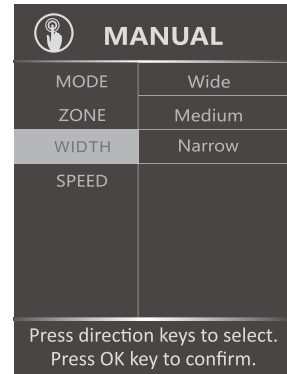 MANUAL
MODE Wide
ZONE Medium
WIDTH Narrow
SPEED
Press direction keys to select.
Press OK key to confirm.